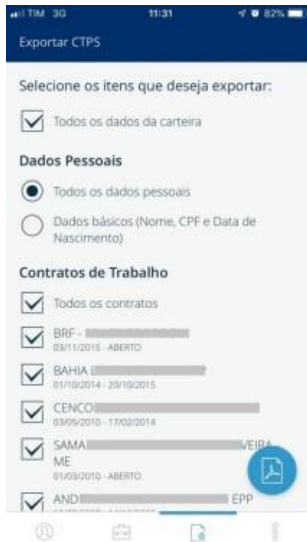 TIM 3G 11:31 82%
Exportar CTPS
Selecione os itens que deseja exportar:
Todos os dados da carteira
Dados Pessoais
Todos os dados pessoais
Dados básicos (Nome, CPF e Data de
Nascimento)
Contratos de Trabalho
Todos os contratos
BRF -
03/11/2015 - ABERTO
BAHIA
01/10/2014 - 20/10/2015
CENCO
03/05/2010 - 17/02/2014
SAMA VEIRA
ME
01/03/2010 - ABERTO
AND EPP